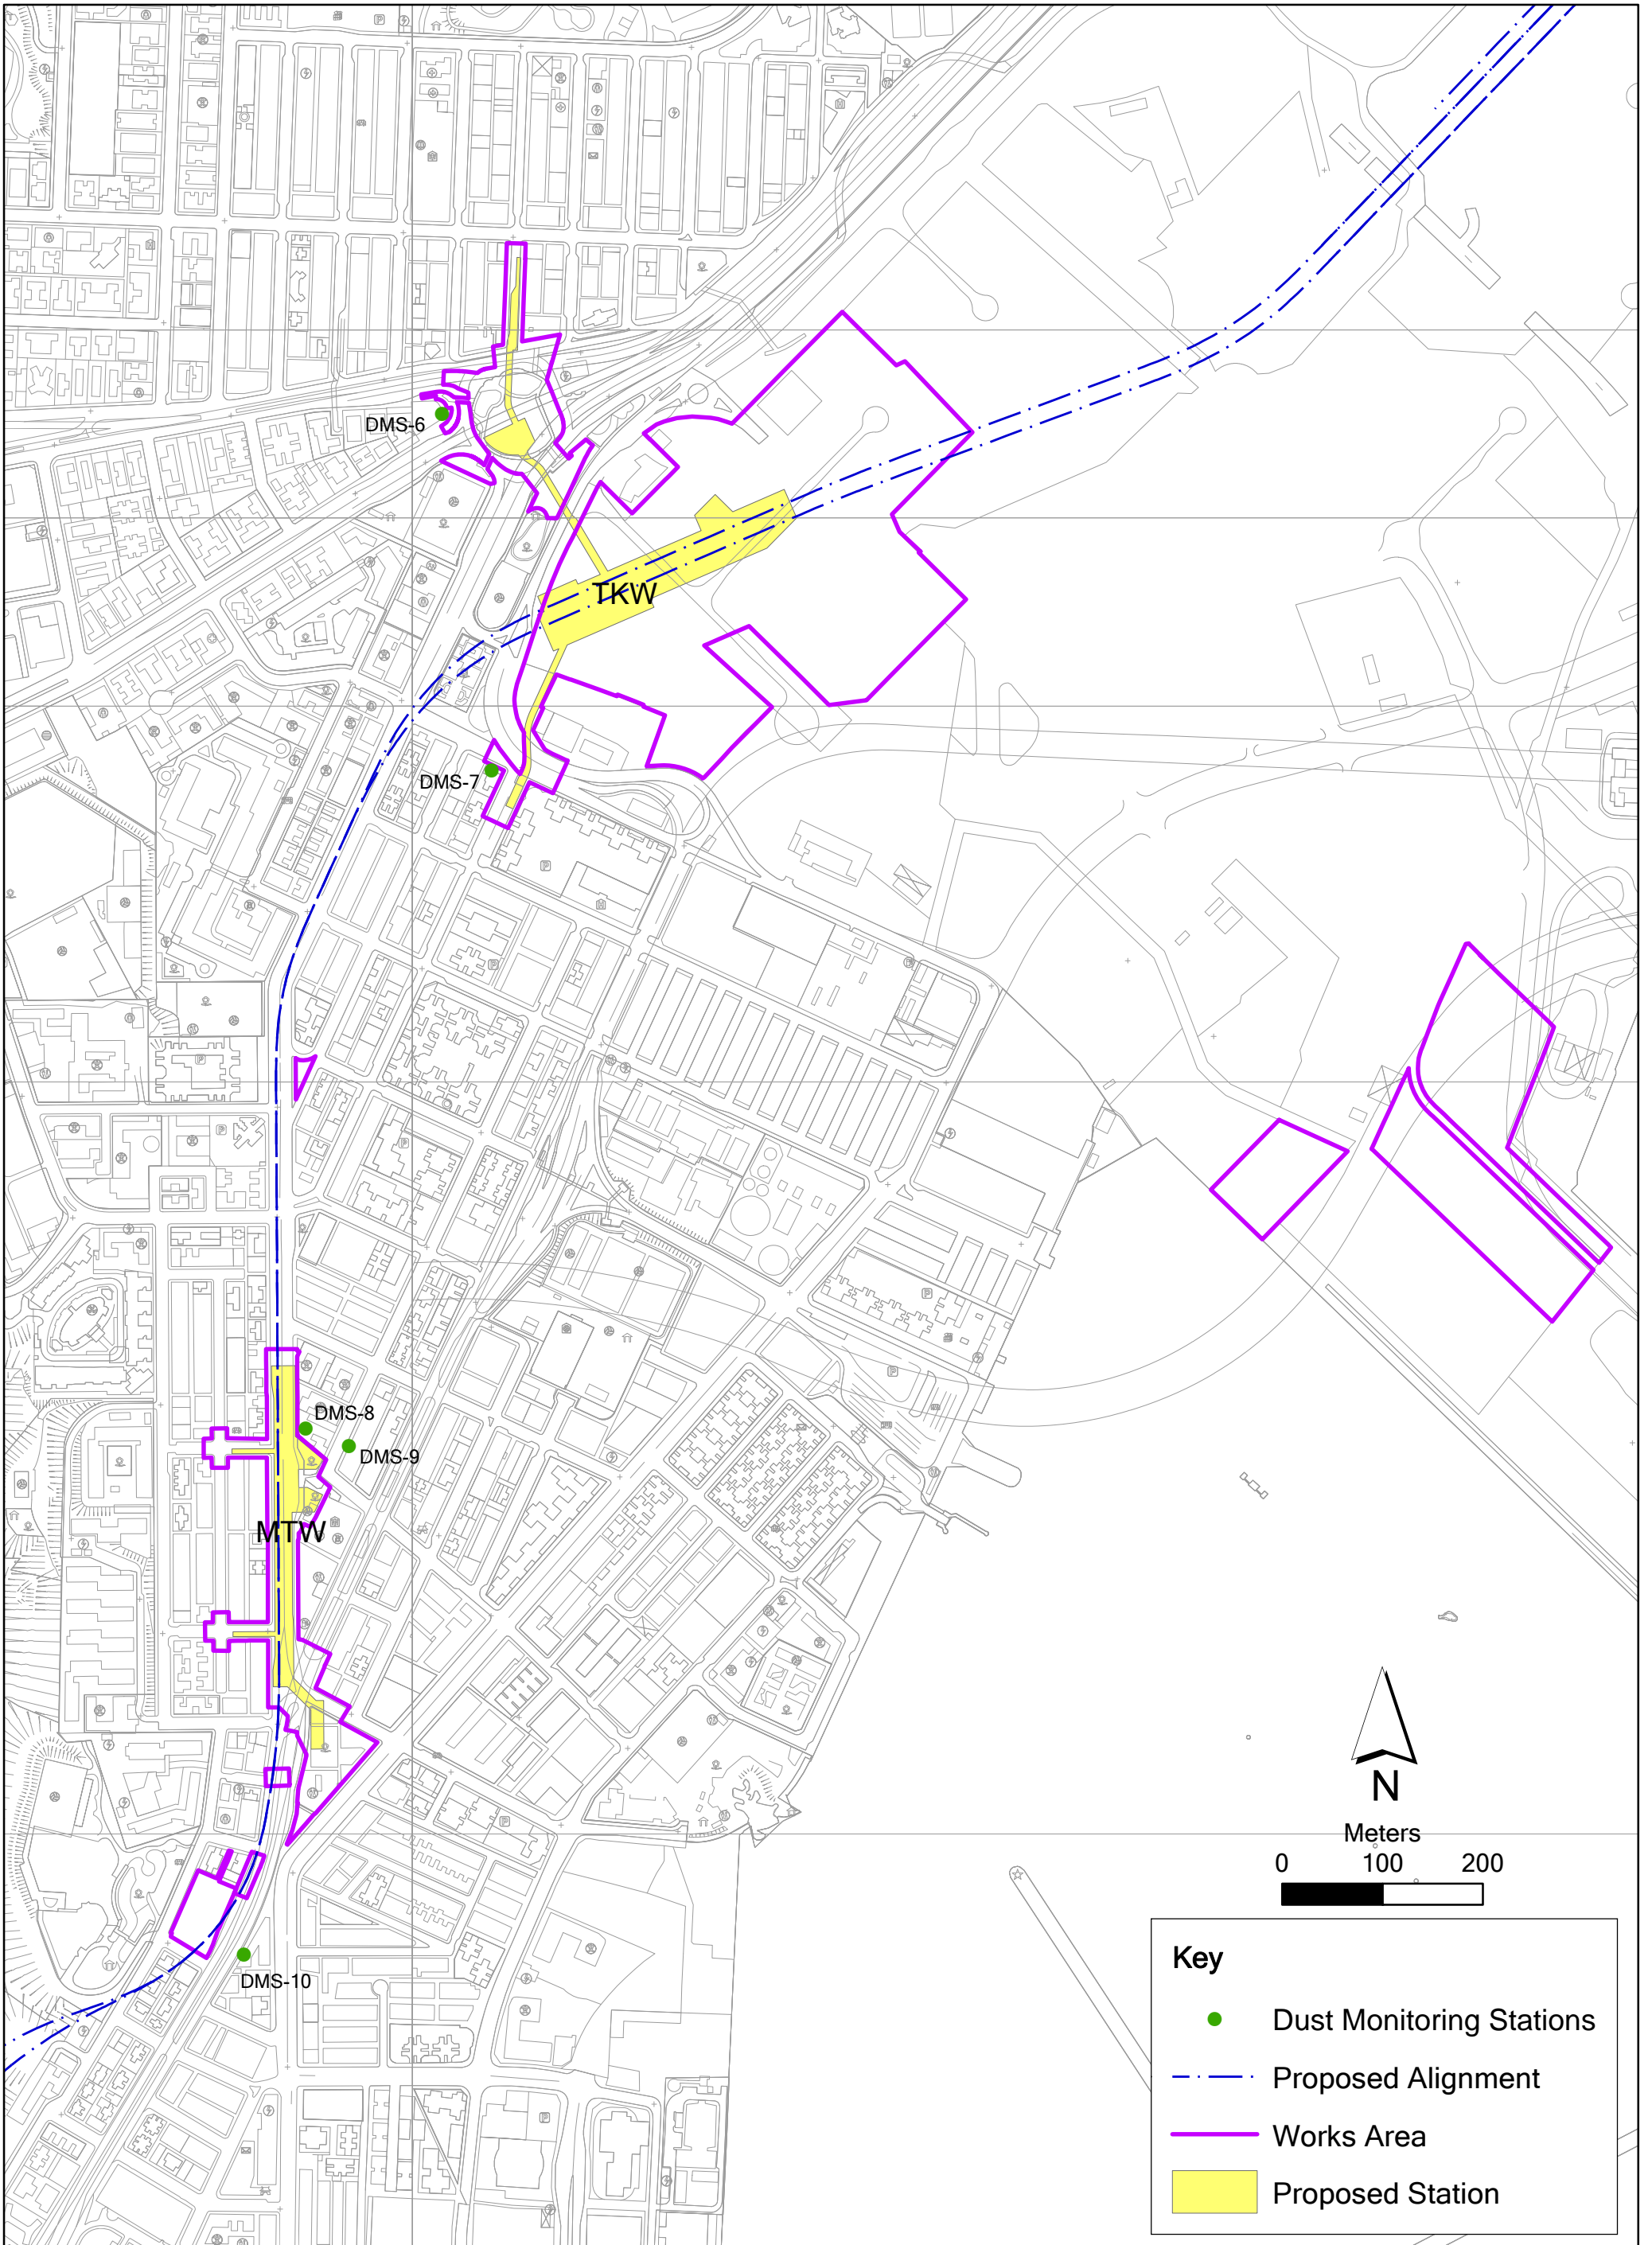 DMS-6
TKW
DMS-7
DMS-8
DMS-9
MTW
DMS-10
N
Meters
0 100 200
Key
Dust Monitoring Stations
Proposed Alignment
Works Area
Proposed Station